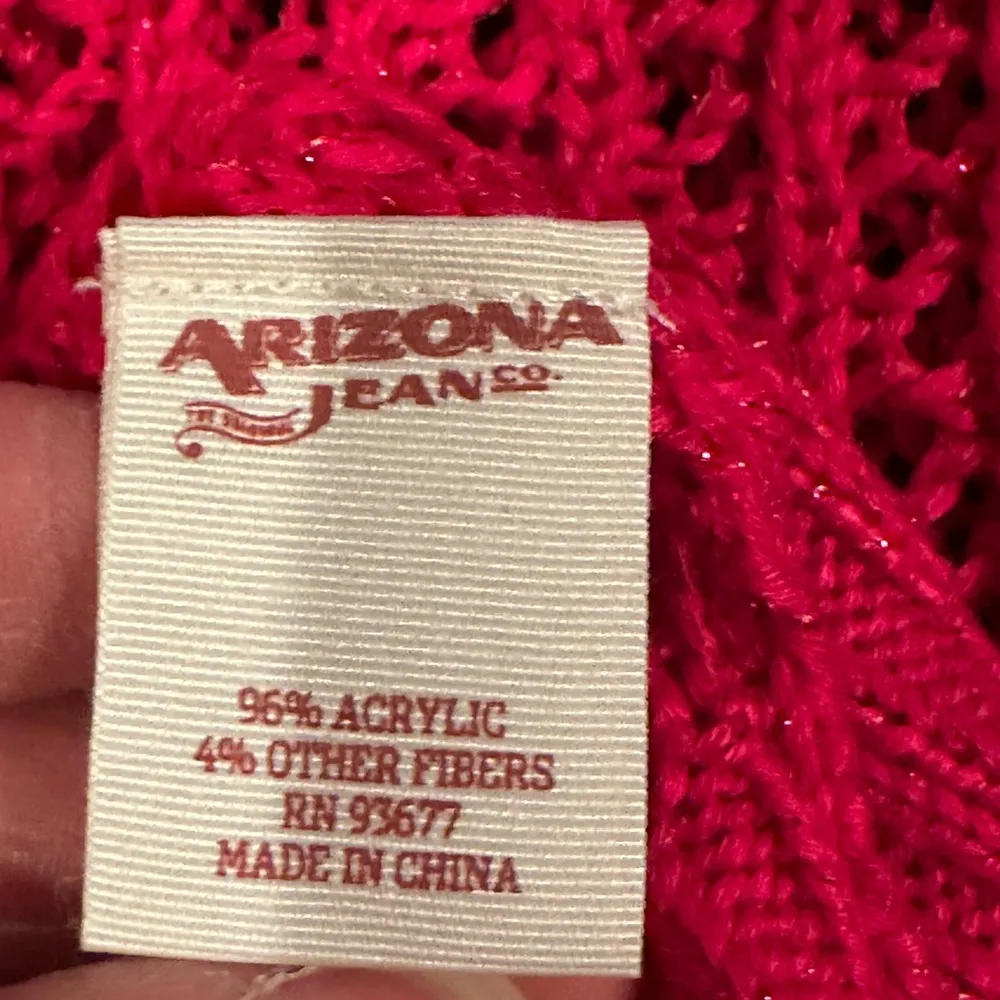 ARIZONA
JEAN CO.
96% ACRYLIC
4% OTHER FIBERS
RN 93677
MADE IN CHINA